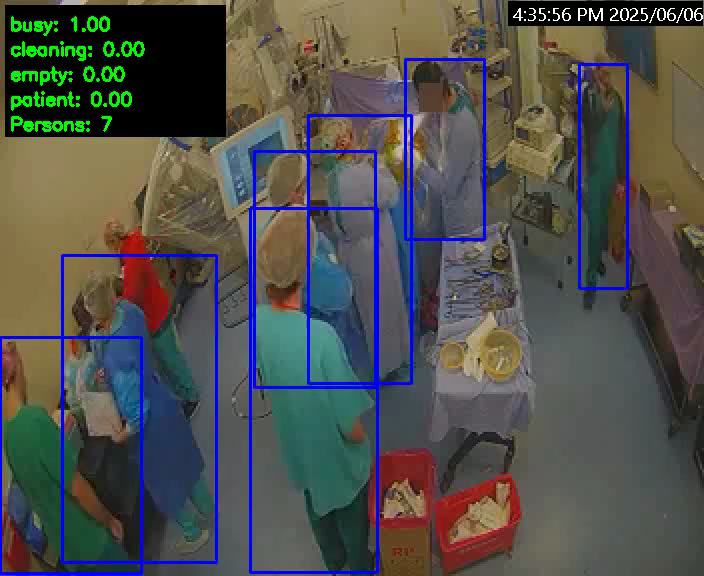 busy: 1.00
4:35:56 PM 2025/06/06
cleaning: 0.00
empty: 0.00
patient: 0.00
Persons: 7